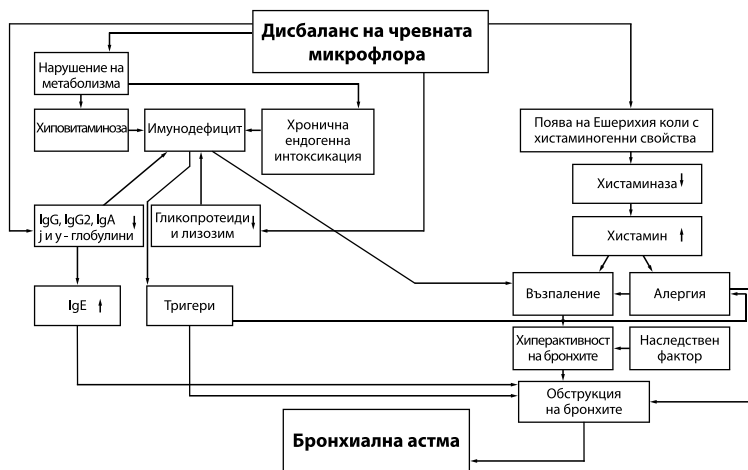 Дисбаланс на чревната
микрофлора
Нарушение на
метаболизма
Хиповитаминоза
Имунодефицит
Хронична
ендогенна
интоксикация
Поява на Ешерихия коли с
хистаминогенни свойства
Хистаминаза
Хистамин
IgG, IgG2, IgA
j и y - глобулини
Гликопротеиди
и лизозим
IgE
Тригери
Възпаление
Алергия
Хиперактивност
на бронхите
Наследствен
фактор
Обструкция
на бронхите
Бронхиална астма